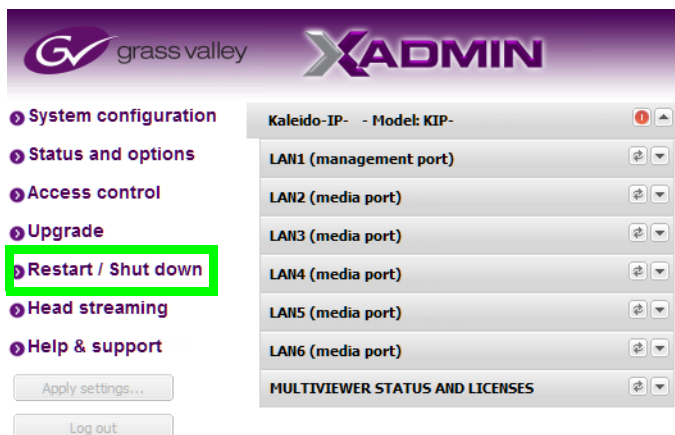 GV grass valley XADMIN
System configuration
Status and options
Access control
Upgrade
Restart / Shut down
Head streaming
Help & support
Apply settings...
Log out
Kaleido-IP- - Model: KIP-
LAN1 (management port)
LAN2 (media port)
LAN3 (media port)
LAN4 (media port)
LAN5 (media port)
LAN6 (media port)
MULTIVIEWER STATUS AND LICENSES